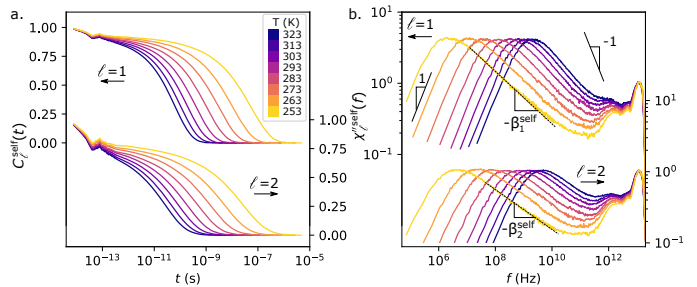 a.
T (K)
323
313
303
293
283
273
263
253
ℓ=1
ℓ=2
1.00
0.75
0.50
0.25
0.00
1.00
0.75
0.50
0.25
0.00
C_ℓ^self(t)
10^−13
10^−11
10^−9
10^−7
10^−5
t (s)
b.
ℓ=1
-1
1
-β_1^self
ℓ=2
-β_2^self
10^1
10^0
10^−1
10^1
10^0
10^−1
χ''_ℓ^self(f)
10^6
10^8
10^10
10^12
f (Hz)